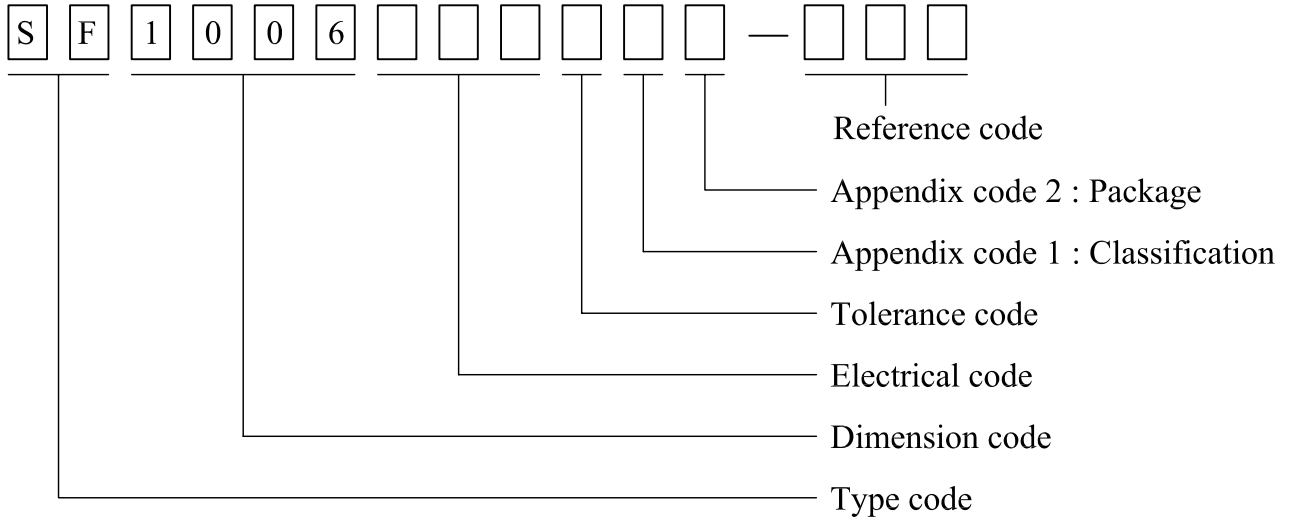 S F 1 0 0 6 —
Reference code
Appendix code 2 : Package
Appendix code 1 : Classification
Tolerance code
Electrical code
Dimension code
Type code